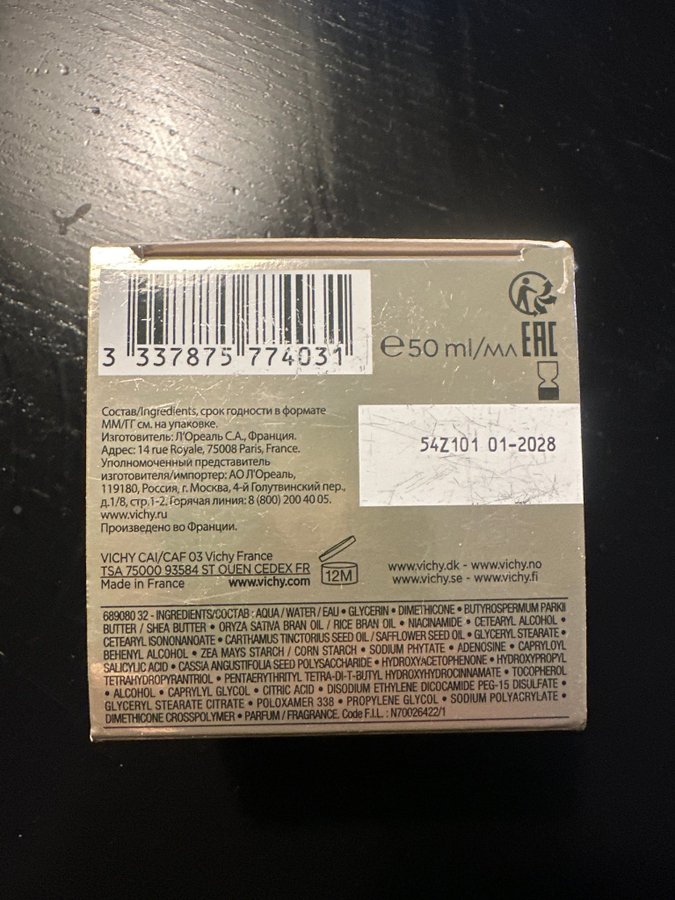 3 337875 774031
e50 ml/мл EAC
54Z101 01-2028
Состав/Ingredients, срок годности в формате
ММ/ГГ см. на упаковке.
Изготовитель: Л'Ореаль С.А., Франция.
Адрес: 14 rue Royale, 75008 Paris, France.
Уполномоченный представитель
изготовителя/импортер: АО Л'Ореаль,
119180, Россия, г. Москва, 4-й Голутвинский пер.,
д.1/8, стр.1-2. Горячая линия: 8 (800) 200 40 05.
www.vichy.ru
Произведено во Франции.
VICHY CAI/CAF 03 Vichy France
TSA 75000 93584 ST OUEN CEDEX FR
Made in France www.vichy.com
12M
www.vichy.dk - www.vichy.no
www.vichy.se - www.vichy.fi
689080 32 - INGREDIENTS/СОСТАВ : AQUA / WATER / EAU • GLYCERIN • DIMETHICONE • BUTYROSPERMUM PARKII
BUTTER / SHEA BUTTER • ORYZA SATIVA BRAN OIL / RICE BRAN OIL • NIACINAMIDE • CETEARYL ALCOHOL •
CETEARYL ISONONANOATE • CARTHAMUS TINCTORIUS SEED OIL / SAFFLOWER SEED OIL • GLYCERYL STEARATE •
BEHENYL ALCOHOL • ZEA MAYS STARCH / CORN STARCH • SODIUM PHYTATE • ADENOSINE • CAPRYLOYL
SALICYLIC ACID • CASSIA ANGUSTIFOLIA SEED POLYSACCHARIDE • HYDROXYACETOPHENONE • HYDROXYPROPYL
TETRAHYDROPYRANTRIOL • PENTAERYTHRITYL TETRA-DI-T-BUTYL HYDROXYHYDROCINNAMATE • TOCOPHEROL
• ALCOHOL • CAPRYLYL GLYCOL • CITRIC ACID • DISODIUM ETHYLENE DICOCAMIDE PEG-15 DISULFATE •
GLYCERYL STEARATE CITRATE • POLOXAMER 338 • PROPYLENE GLYCOL • SODIUM POLYACRYLATE •
DIMETHICONE CROSSPOLYMER • PARFUM / FRAGRANCE. Code F.I.L. : N70026422/1